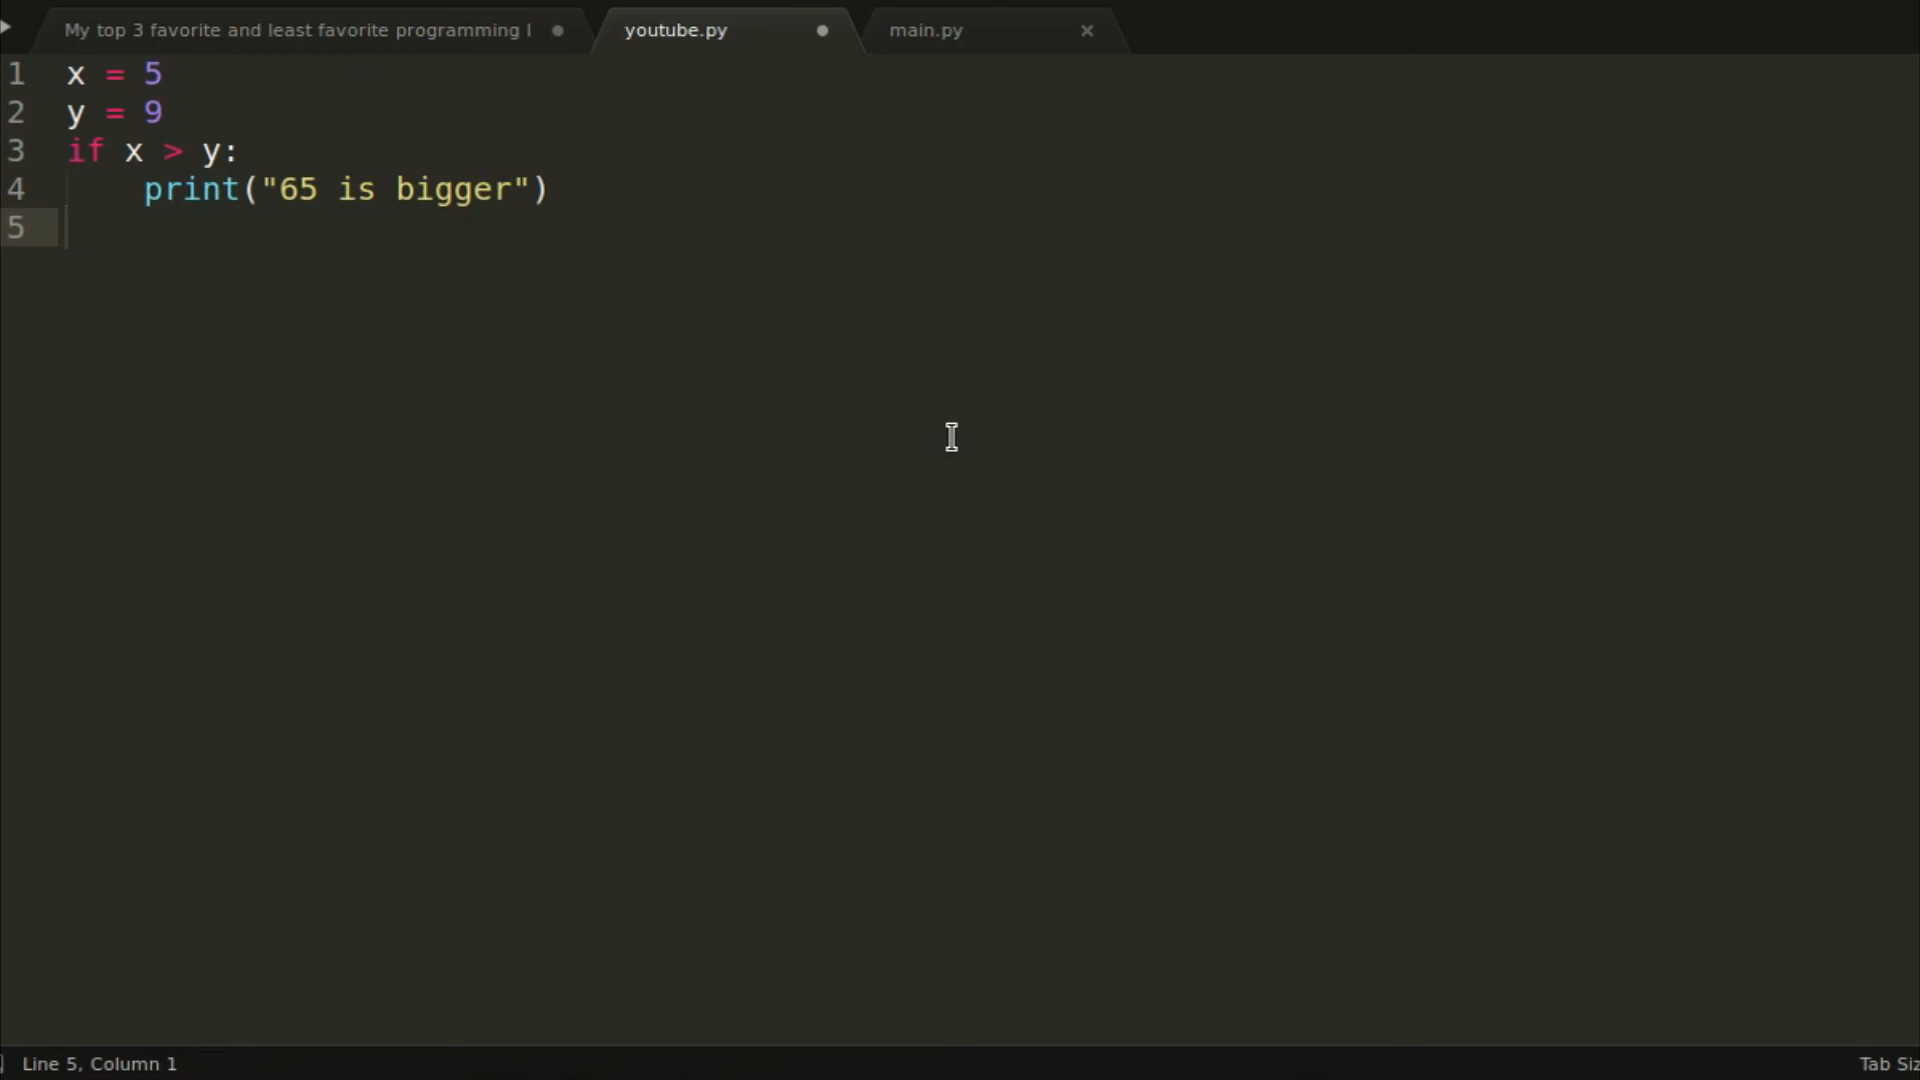 My top 3 favorite and least favorite programming l
youtube.py
main.py
1 x = 5
2 y = 9
3 if x > y:
4     print("65 is bigger")
5
Line 5, Column 1
Tab Siz